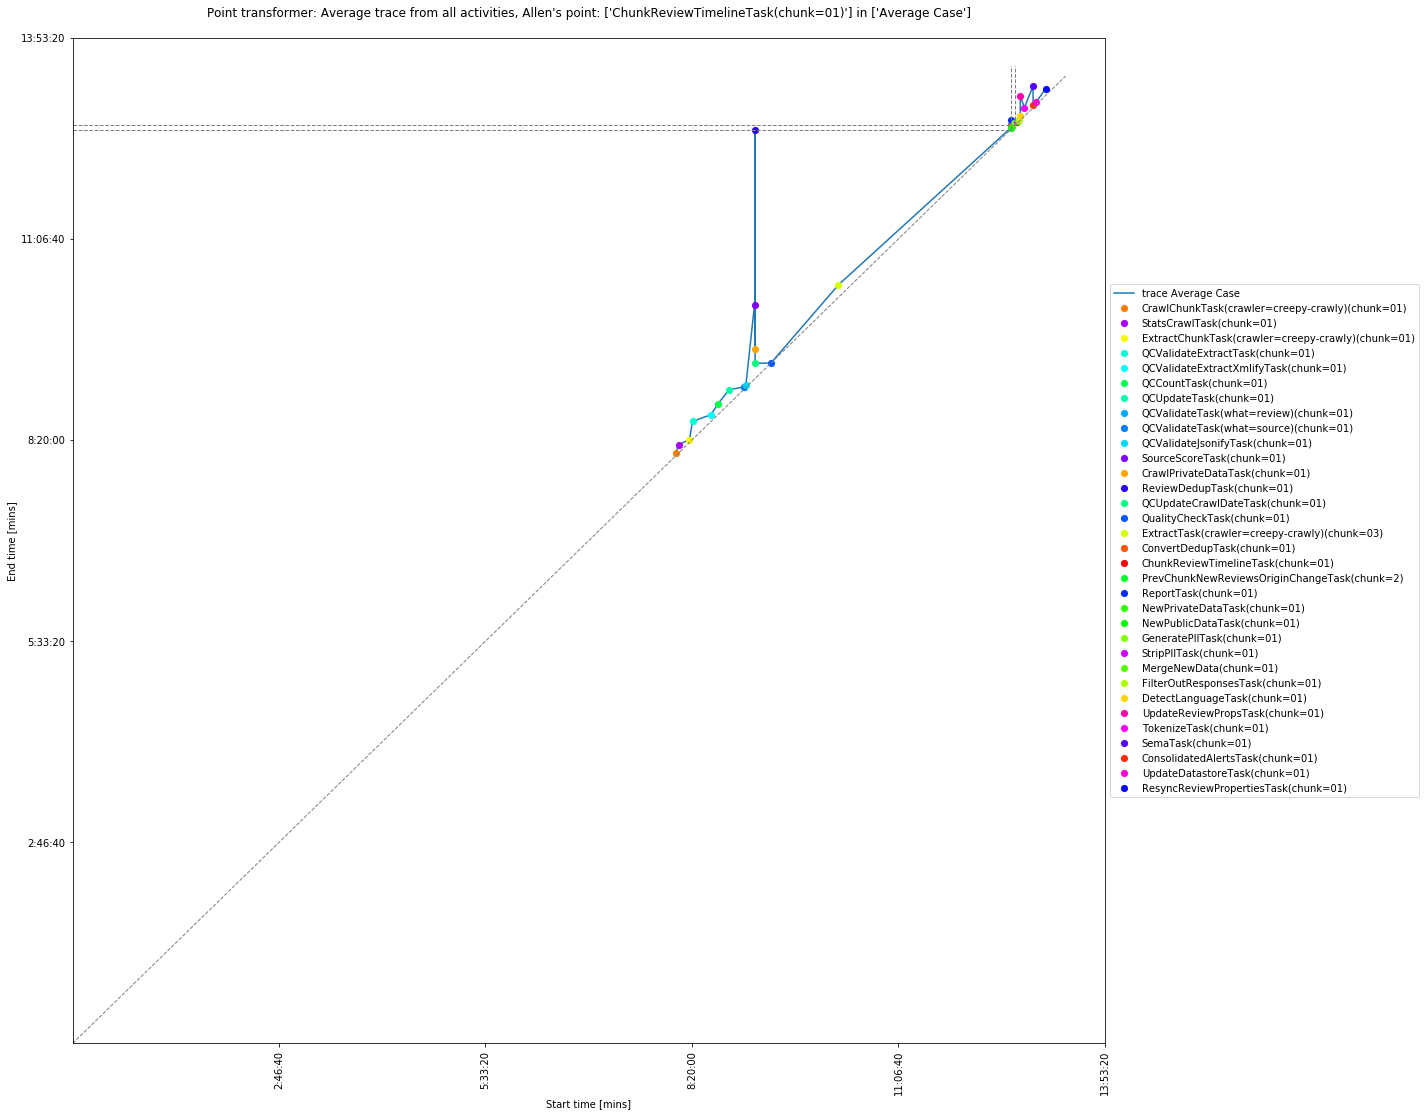 Point transformer: Average trace from all activities, Allen's point: ['ChunkReviewTimelineTask(chunk=01)'] in ['Average Case']
13:53:20
11:06:40
8:20:00
5:33:20
2:46:40
End time [mins]
2:46:40
5:33:20
8:20:00
11:06:40
13:53:20
Start time [mins]
trace Average Case
CrawlChunkTask(crawler=creepy-crawly)(chunk=01)
StatsCrawlTask(chunk=01)
ExtractChunkTask(crawler=creepy-crawly)(chunk=01)
QCValidateExtractTask(chunk=01)
QCValidateExtractXmlifyTask(chunk=01)
QCCountTask(chunk=01)
QCUpdateTask(chunk=01)
QCValidateTask(what=review)(chunk=01)
QCValidateTask(what=source)(chunk=01)
QCValidateJsonifyTask(chunk=01)
SourceScoreTask(chunk=01)
CrawlPrivateDataTask(chunk=01)
ReviewDedupTask(chunk=01)
QCUpdateCrawlDateTask(chunk=01)
QualityCheckTask(chunk=01)
ExtractTask(crawler=creepy-crawly)(chunk=03)
ConvertDedupTask(chunk=01)
ChunkReviewTimelineTask(chunk=01)
PrevChunkNewReviewsOriginChangeTask(chunk=2)
ReportTask(chunk=01)
NewPrivateDataTask(chunk=01)
NewPublicDataTask(chunk=01)
GeneratePIITask(chunk=01)
StripPIITask(chunk=01)
MergeNewData(chunk=01)
FilterOutResponsesTask(chunk=01)
DetectLanguageTask(chunk=01)
UpdateReviewPropsTask(chunk=01)
TokenizeTask(chunk=01)
SemaTask(chunk=01)
ConsolidatedAlertsTask(chunk=01)
UpdateDatastoreTask(chunk=01)
ResyncReviewPropertiesTask(chunk=01)